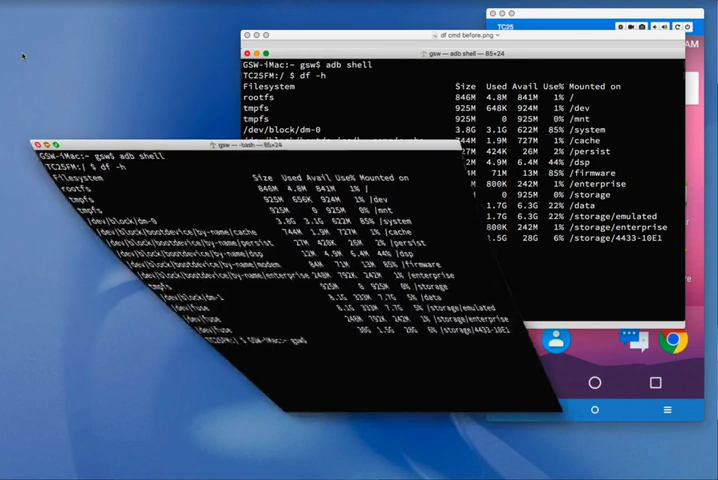 TC25
df cmd before.png
AM
gsw — adb shell — 85×24
GSW-iMac:~ gsw$ adb shell
TC25FM:/ $ df -h
Filesystem Size Used Avail Use% Mounted on
rootfs 846M 4.8M 841M 1% /
tmpfs 925M 648K 924M 1% /dev
tmpfs 925M 0 925M 0% /mnt
/dev/block/dm-0 3.8G 3.1G 622M 85% /system
744M 1.9M 727M 1% /cache
27M 424K 26M 2% /persist
4.9M 6.4M 44% /dsp
71M 13M 85% /firmware
800K 242M 1% /enterprise
0 925M 0% /storage
1.7G 6.3G 22% /data
1.7G 6.3G 22% /storage/emulated
800K 242M 1% /storage/enterprise
.5G 28G 6% /storage/4433-10E1
gsw — -bash — 85×24
GSW-iMac:~ gsw$ adb shell
TC25FM:/ $ df -h
Filesystem Size Used Avail Use% Mounted on
rootfs 846M 4.8M 841M 1% /
tmpfs 925M 656K 924M 1% /dev
tmpfs 925M 0 925M 0% /mnt
/dev/block/dm-0 3.8G 3.1G 622M 85% /system
/dev/block/bootdevice/by-name/cache 744M 1.9M 727M 1% /cache
/dev/block/bootdevice/by-name/persist 27M 428K 26M 2% /persist
/dev/block/bootdevice/by-name/dsp 12M 4.9M 6.4M 44% /dsp
/dev/block/bootdevice/by-name/modem 84M 71M 13M 85% /firmware
/dev/block/bootdevice/by-name/enterprise 248M 792K 242M 1% /enterprise
tmpfs 925M 0 925M 0% /storage
/dev/block/dm-1 8.1G 333M 7.7G 5% /data
/dev/fuse 8.1G 333M 7.7G 5% /storage/emulated
/dev/fuse 248M 792K 242M 1% /storage/enterprise
/dev/fuse 30G 1.5G 28G 6% /storage/4433-10E1
TC25FM:/ $ GSW-iMac:~ gsw$